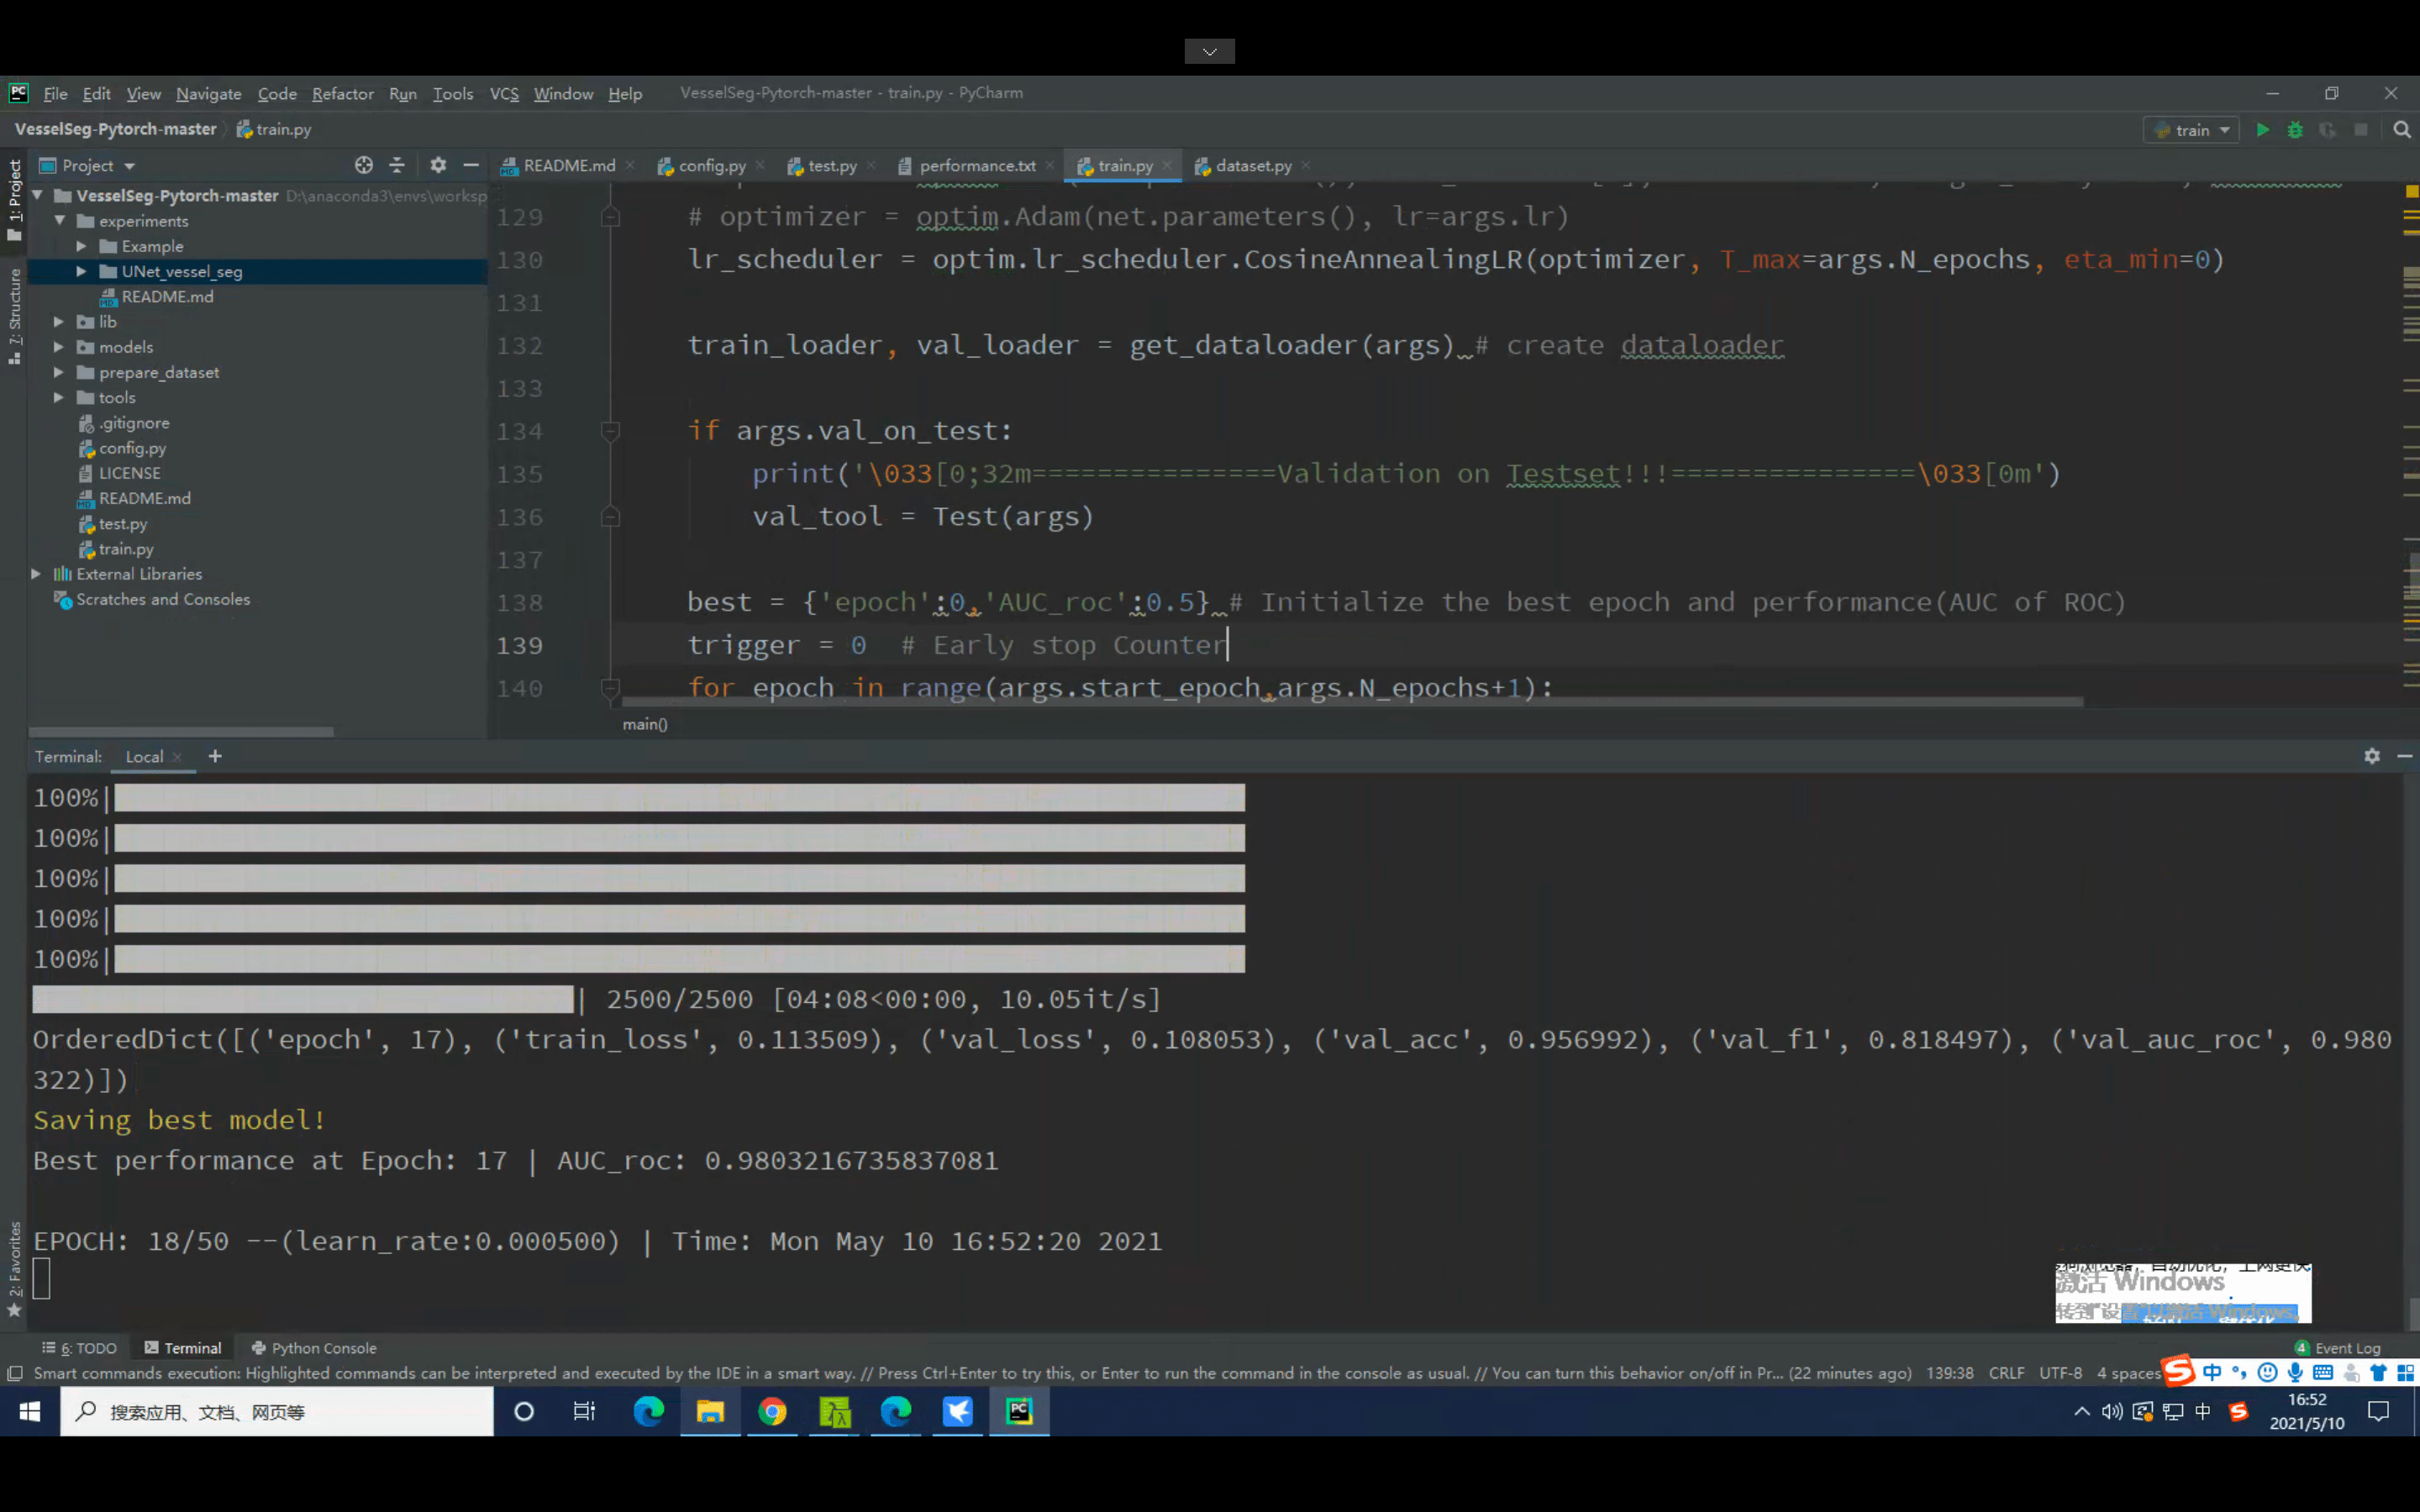 File Edit View Navigate Code Refactor Run Tools VCS Window Help VesselSeg-Pytorch-master - train.py - PyCharm
VesselSeg-Pytorch-master train.py
train
1: Project
7: Structure
2: Favorites
Project
VesselSeg-Pytorch-master D:\anaconda3\envs\worksp
experiments
Example
UNet_vessel_seg
README.md
lib
models
prepare_dataset
tools
.gitignore
config.py
LICENSE
README.md
test.py
train.py
External Libraries
Scratches and Consoles
README.md config.py test.py performance.txt train.py dataset.py
129 # optimizer = optim.Adam(net.parameters(), lr=args.lr)
130 lr_scheduler = optim.lr_scheduler.CosineAnnealingLR(optimizer, T_max=args.N_epochs, eta_min=0)
131
132 train_loader, val_loader = get_dataloader(args) # create dataloader
133
134 if args.val_on_test:
135 print('\033[0;32m===============Validation on Testset!!!===============\033[0m')
136 val_tool = Test(args)
137
138 best = {'epoch':0,'AUC_roc':0.5} # Initialize the best epoch and performance(AUC of ROC)
139 trigger = 0  # Early stop Counter
140 for epoch in range(args.start_epoch,args.N_epochs+1):
main()
Terminal: Local +
100%|
100%|
100%|
100%|
100%|
| 2500/2500 [04:08<00:00, 10.05it/s]
OrderedDict([('epoch', 17), ('train_loss', 0.113509), ('val_loss', 0.108053), ('val_acc', 0.956992), ('val_f1', 0.818497), ('val_auc_roc', 0.980
322)])
Saving best model!
Best performance at Epoch: 17 | AUC_roc: 0.9803216735837081
EPOCH: 18/50 --(learn_rate:0.000500) | Time: Mon May 10 16:52:20 2021
激活 Windows
6: TODO Terminal Python Console 4 Event Log
Smart commands execution: Highlighted commands can be interpreted and executed by the IDE in a smart way. // Press Ctrl+Enter to try this, or Enter to run the command in the console as usual. // You can turn this behavior on/off in Pr... (22 minutes ago) 139:38 CRLF UTF-8 4 spaces 中
搜索应用、文档、网页等
中
16:52
2021/5/10